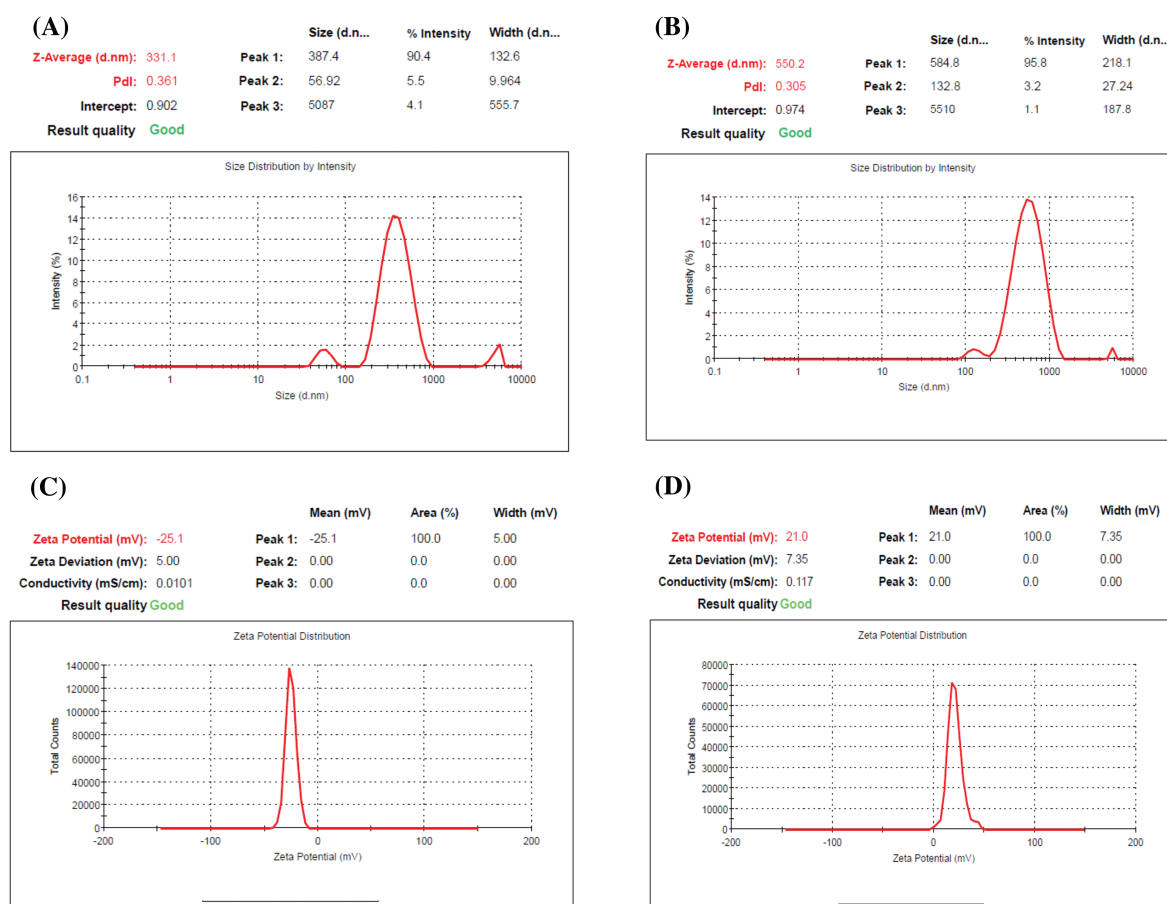 (A)
Size (d.n... % Intensity Width (d.n...
Z-Average (d.nm): 331.1 Peak 1: 387.4 90.4 132.6
PdI: 0.361 Peak 2: 56.92 5.5 9.964
Intercept: 0.902 Peak 3: 5087 4.1 555.7
Result quality Good
Size Distribution by Intensity
16
14
12
10
8
6
4
2
0
Intensity (%)
0.1 1 10 100 1000 10000
Size (d.nm)
(B)
Size (d.n... % Intensity Width (d.n...
Z-Average (d.nm): 550.2 Peak 1: 584.8 95.8 218.1
PdI: 0.305 Peak 2: 132.8 3.2 27.24
Intercept: 0.974 Peak 3: 5510 1.1 187.8
Result quality Good
Size Distribution by Intensity
14
12
10
8
6
4
2
0
Intensity (%)
0.1 1 10 100 1000 10000
Size (d.nm)
(C)
Mean (mV) Area (%) Width (mV)
Zeta Potential (mV): -25.1 Peak 1: -25.1 100.0 5.00
Zeta Deviation (mV): 5.00 Peak 2: 0.00 0.0 0.00
Conductivity (mS/cm): 0.0101 Peak 3: 0.00 0.0 0.00
Result quality Good
Zeta Potential Distribution
140000
120000
100000
80000
60000
40000
20000
0
Total Counts
-200 -100 0 100 200
Zeta Potential (mV)
(D)
Mean (mV) Area (%) Width (mV)
Zeta Potential (mV): 21.0 Peak 1: 21.0 100.0 7.35
Zeta Deviation (mV): 7.35 Peak 2: 0.00 0.0 0.00
Conductivity (mS/cm): 0.117 Peak 3: 0.00 0.0 0.00
Result quality Good
Zeta Potential Distribution
80000
70000
60000
50000
40000
30000
20000
10000
0
Total Counts
-200 -100 0 100 200
Zeta Potential (mV)